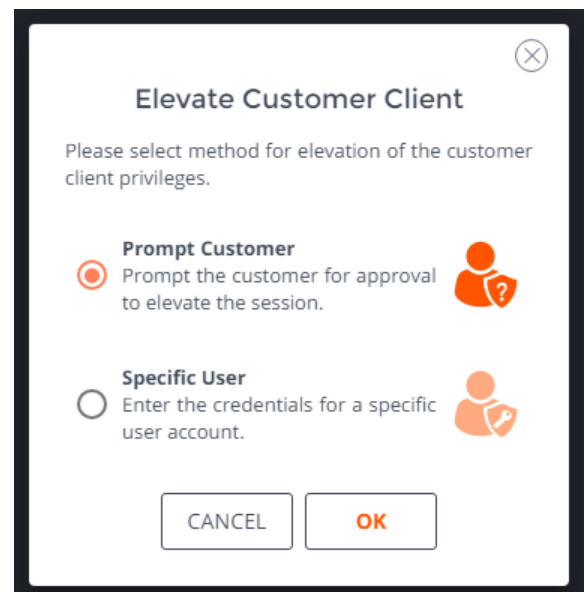 Elevate Customer Client
Please select method for elevation of the customer
client privileges.
Prompt Customer
Prompt the customer for approval
to elevate the session.
?
Specific User
Enter the credentials for a specific
user account.
CANCEL OK